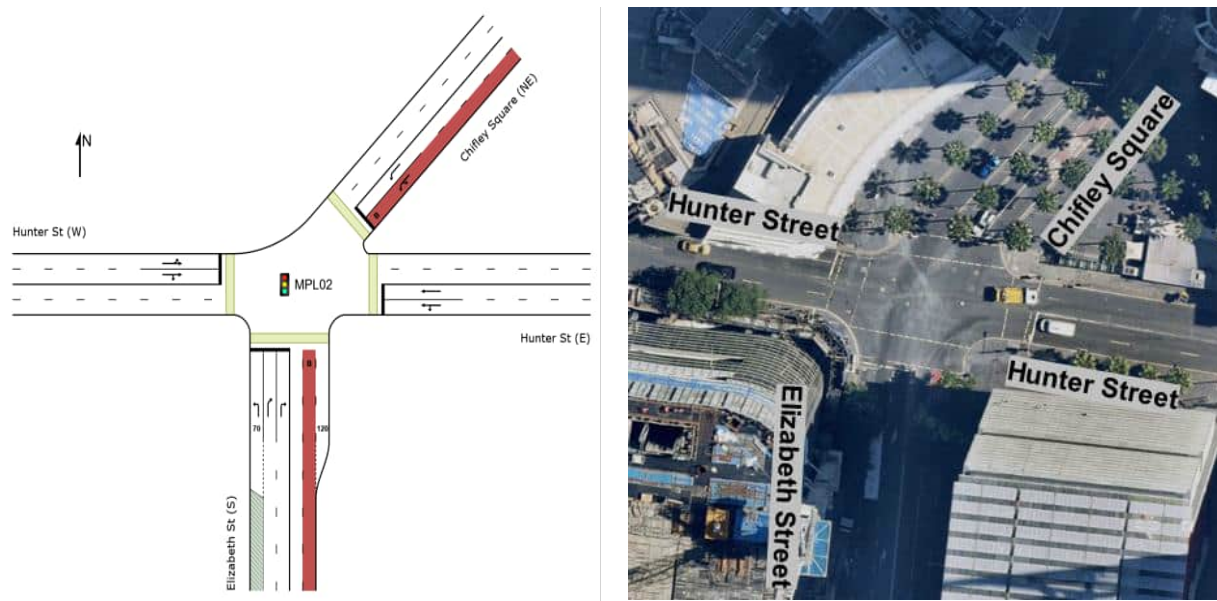 N
Chifley Square (NE)
B
Hunter St (W)
MPL02
Hunter St (E)
B
70
120
Elizabeth St (S)
Hunter Street
Chifley Square
Hunter Street
Elizabeth Street